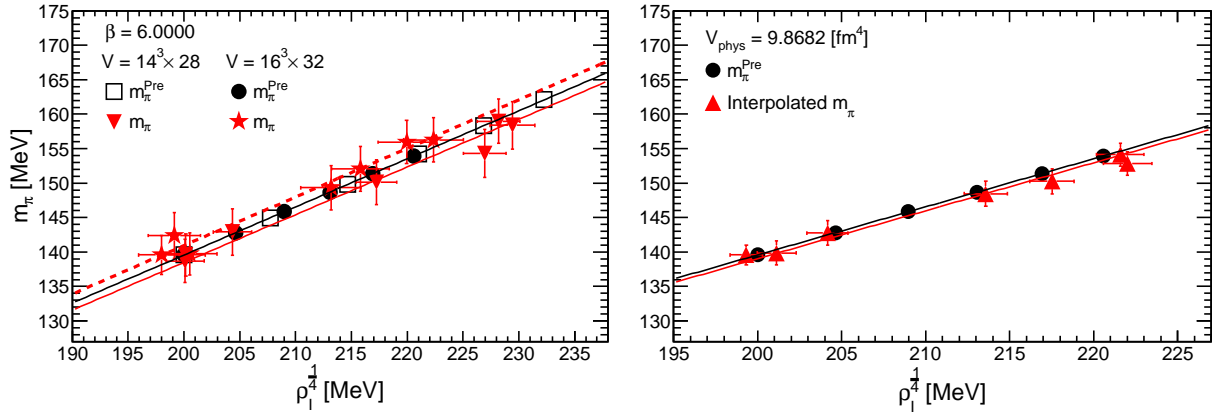 175
170
165
160
155
150
145
140
135
130
m_π [MeV]
β = 6.0000
V = 14³× 28 V = 16³× 32
m_π^Pre m_π^Pre
m_π m_π
190 195 200 205 210 215 220 225 230 235
ρ_I^{1/4} [MeV]
175
170
165
160
155
150
145
140
135
130
V_phys = 9.8682 [fm⁴]
m_π^Pre
Interpolated m_π
195 200 205 210 215 220 225
ρ_I^{1/4} [MeV]